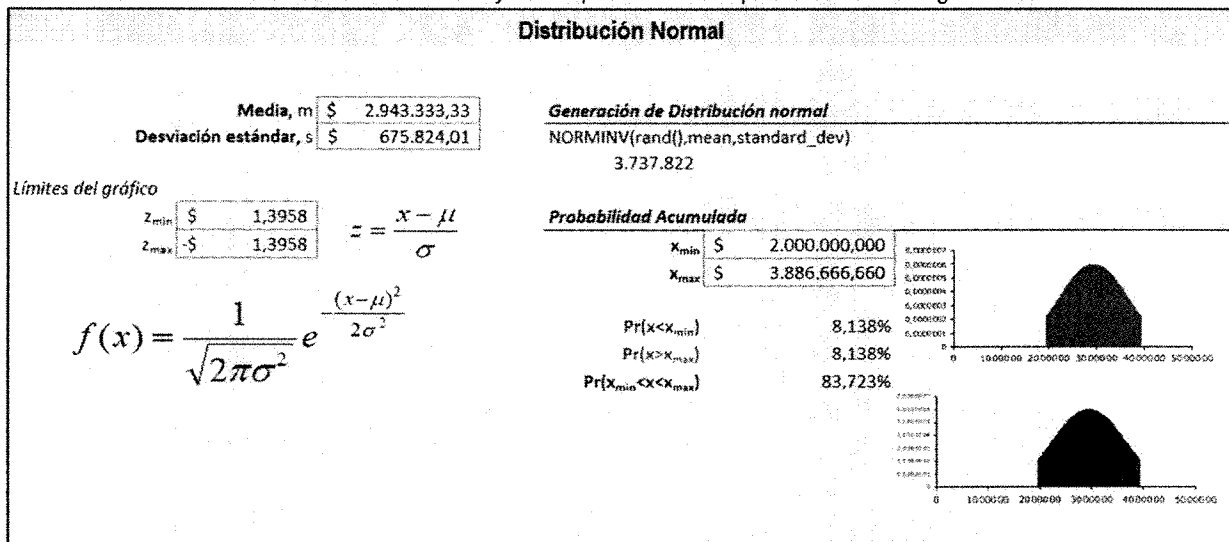 Distribución Normal
Media, m $ 2.943.333,33
Desviación estándar, s $ 675.824,01
Generación de Distribución normal
NORMINV(rand(),mean,standard_dev)
3.737.822
Límites del gráfico
zmin $ 1,3958
zmax -$ 1,3958
z = x − μ / σ
Probabilidad Acumulada
xmin $ 2.000.000,000
xmax $ 3.886.666,660
f(x) = 1 / √2πσ² e −(x−μ)² / 2σ²
Pr(x<xmin) 8,138%
Pr(x>xmax) 8,138%
Pr(xmin<x<xmax) 83,723%
0 1000000 2000000 3000000 4000000 5000000
0 1000000 2000000 3000000 4000000 5000000